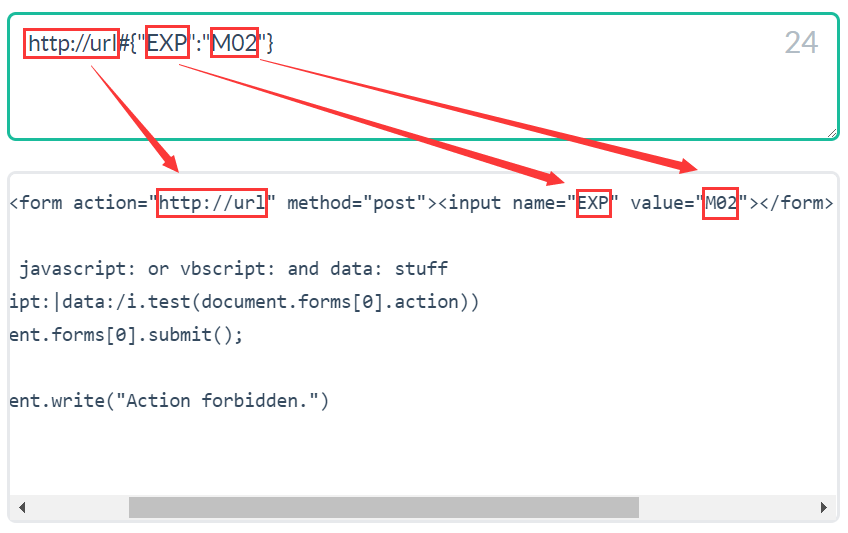 http://url#{"EXP":"M02"}
24
<form action="http://url" method="post"><input name="EXP" value="M02"></form>
javascript: or vbscript: and data: stuff
ipt:|data:/i.test(document.forms[0].action))
ent.forms[0].submit();
ent.write("Action forbidden.")